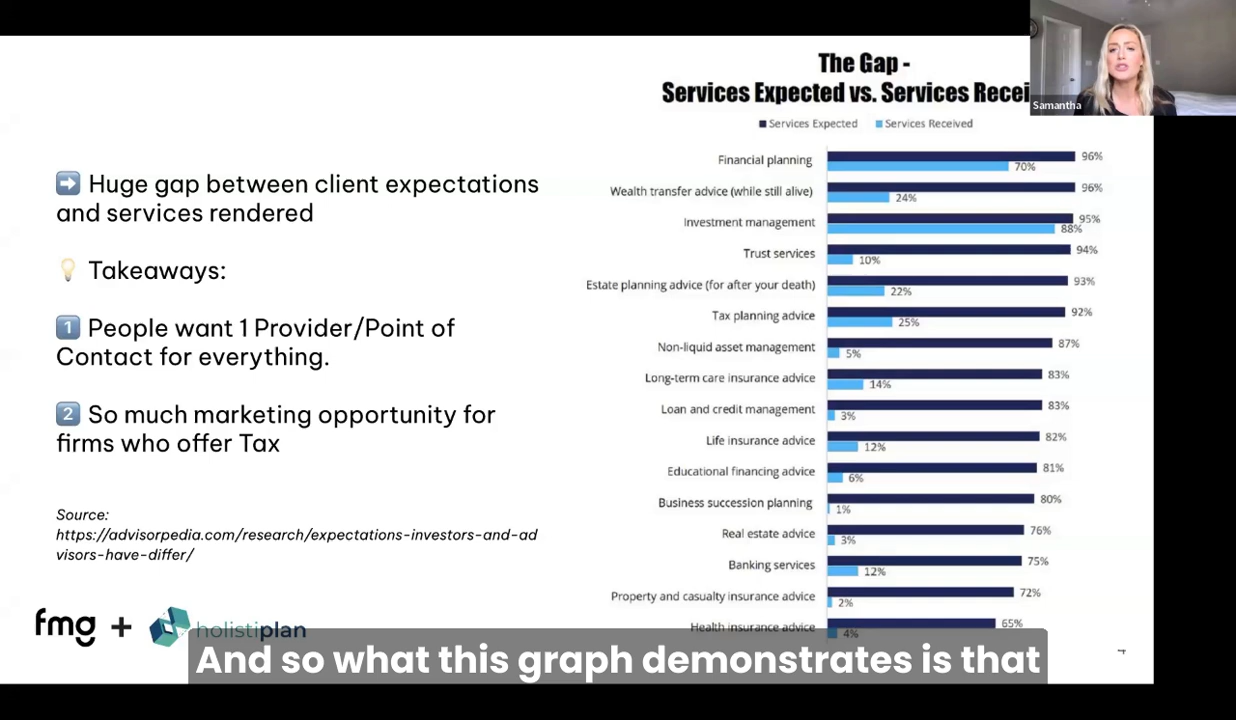 The Gap -
Services Expected vs. Services Recei
Samantha
Services Expected Services Received
➡️ Huge gap between client expectations
and services rendered
💡 Takeaways:
1️⃣ People want 1 Provider/Point of
Contact for everything.
2️⃣ So much marketing opportunity for
firms who offer Tax
Source:
https://advisorpedia.com/research/expectations-investors-and-ad
visors-have-differ/
fmg + holistiplan
Financial planning 96% 70%
Wealth transfer advice (while still alive) 96% 24%
Investment management 95% 88%
Trust services 94% 10%
Estate planning advice (for after your death) 93% 22%
Tax planning advice 92% 25%
Non-liquid asset management 87% 5%
Long-term care insurance advice 83% 14%
Loan and credit management 83% 3%
Life insurance advice 82% 12%
Educational financing advice 81% 6%
Business succession planning 80% 1%
Real estate advice 76% 3%
Banking services 75% 12%
Property and casualty insurance advice 72% 2%
Health insurance advice 65% 4%
And so what this graph demonstrates is that